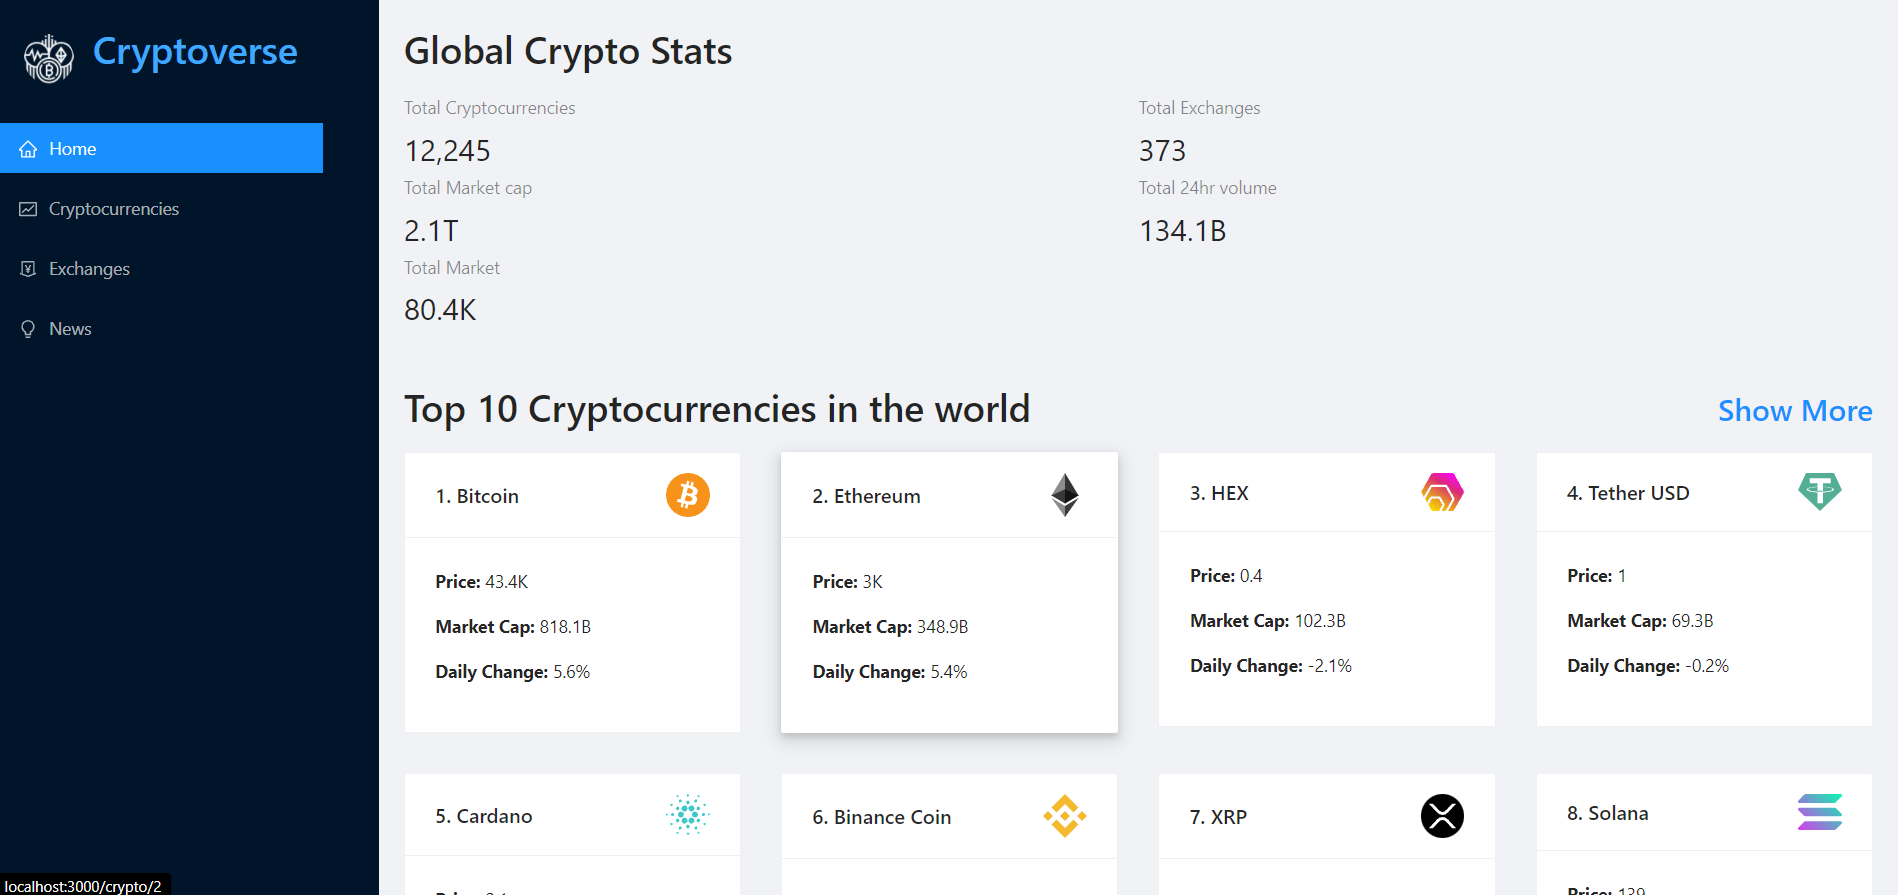 Cryptoverse
Home
Cryptocurrencies
Exchanges
News
Global Crypto Stats
Total Cryptocurrencies
12,245
Total Exchanges
373
Total Market cap
2.1T
Total 24hr volume
134.1B
Total Market
80.4K
Top 10 Cryptocurrencies in the world
Show More
1. Bitcoin
Price: 43.4K
Market Cap: 818.1B
Daily Change: 5.6%
2. Ethereum
Price: 3K
Market Cap: 348.9B
Daily Change: 5.4%
3. HEX
Price: 0.4
Market Cap: 102.3B
Daily Change: -2.1%
4. Tether USD
Price: 1
Market Cap: 69.3B
Daily Change: -0.2%
5. Cardano
6. Binance Coin
7. XRP
8. Solana
Price: 139
localhost:3000/crypto/2